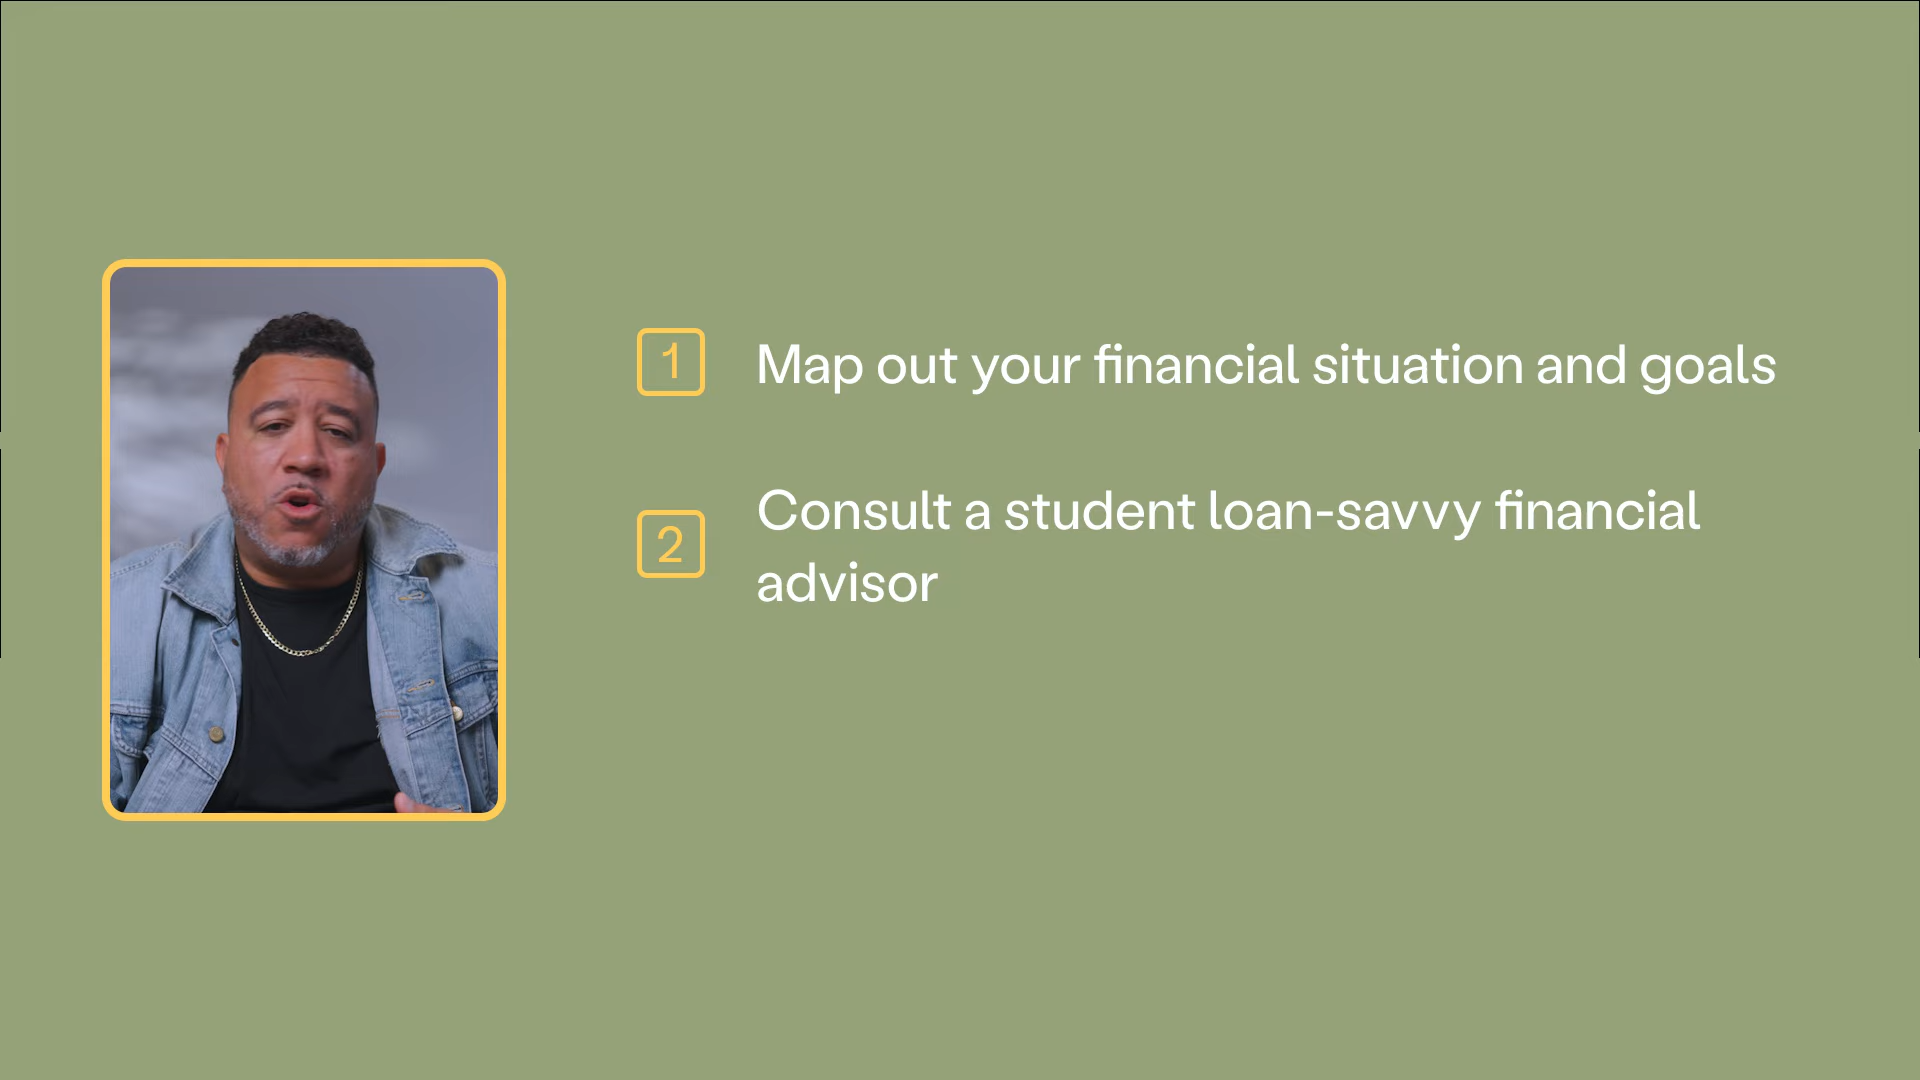 1 Map out your financial situation and goals
2 Consult a student loan-savvy financial
advisor